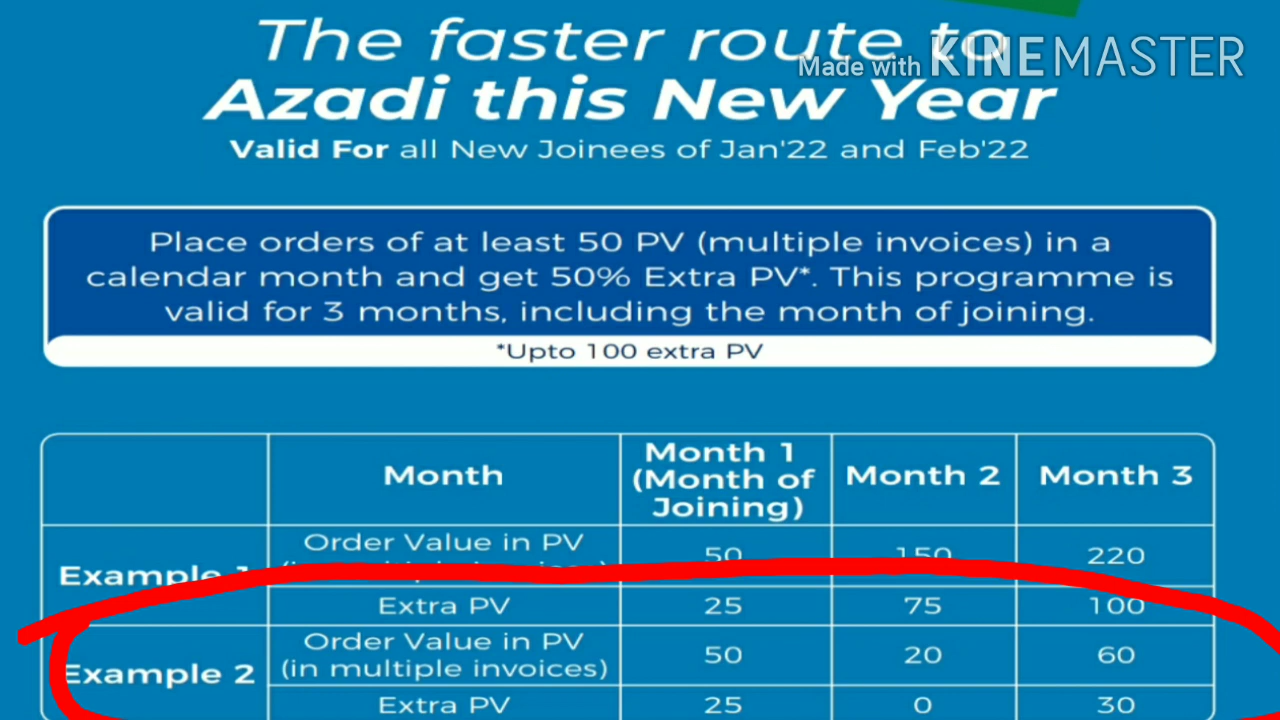 The faster route to
Made with KINEMASTER
Azadi this New Year
Valid For all New Joinees of Jan'22 and Feb'22
Place orders of at least 50 PV (multiple invoices) in a
calendar month and get 50% Extra PV*. This programme is
valid for 3 months, including the month of joining.
*Upto 100 extra PV
Month
Month 1
(Month of
Joining)
Month 2
Month 3
Example 1
Order Value in PV
50
150
220
Extra PV
25
75
100
Example 2
Order Value in PV
(in multiple invoices)
50
20
60
Extra PV
25
0
30